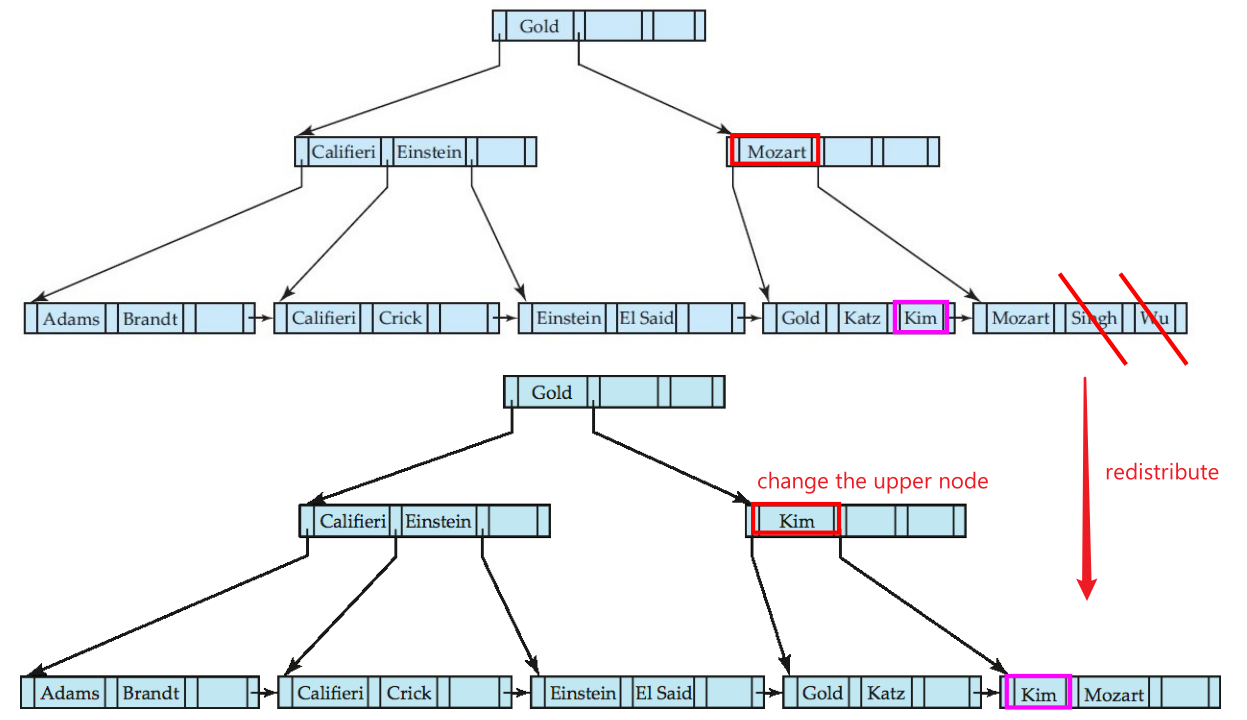 Gold
Califieri Einstein Mozart
Adams Brandt Califieri Crick Einstein El Said Gold Katz Kim Mozart Singh Wu
Gold
redistribute
change the upper node
Califieri Einstein Kim
Adams Brandt Califieri Crick Einstein El Said Gold Katz Kim Mozart